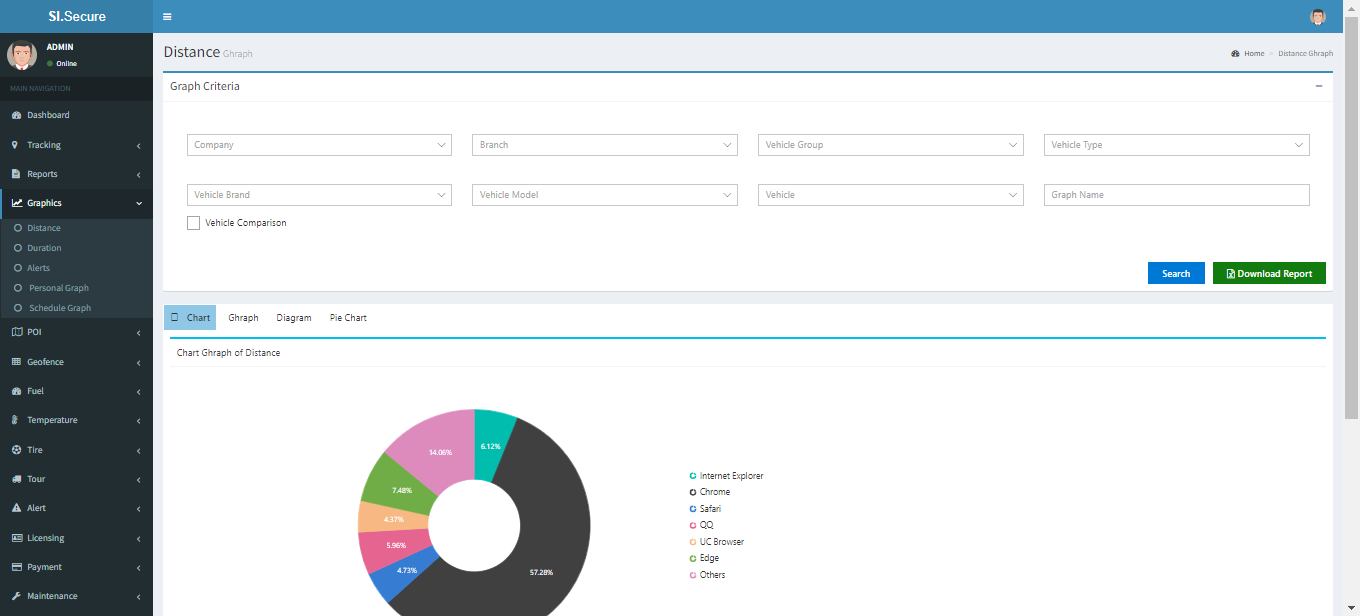 SI.Secure
ADMIN
Online
MAIN NAVIGATION
Dashboard
Tracking
Reports
Graphics
Distance
Duration
Alerts
Personal Graph
Schedule Graph
POI
Geofence
Fuel
Temperature
Tire
Tour
Alert
Licensing
Payment
Maintenance
Distance Ghraph
Home > Distance Ghraph
Graph Criteria
Company
Branch
Vehicle Group
Vehicle Type
Vehicle Brand
Vehicle Model
Vehicle
Graph Name
Vehicle Comparison
Search
Download Report
Chart
Ghraph
Diagram
Pie Chart
Chart Ghraph of Distance
14.06%
6.12%
7.48%
4.37%
5.96%
4.73%
57.28%
Internet Explorer
Chrome
Safari
QQ
UC Browser
Edge
Others